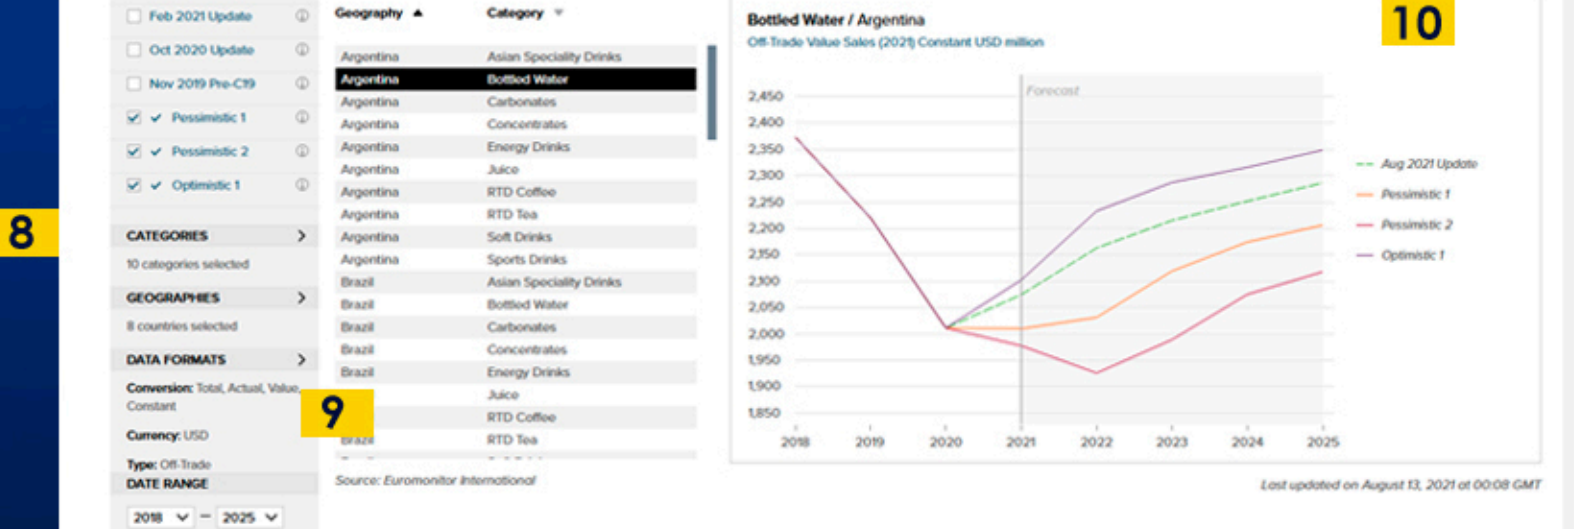 Feb 2021 Update
Oct 2020 Update
Nov 2019 Pre-C19
Pessimistic 1
Pessimistic 2
Optimistic 1
8
CATEGORIES
10 categories selected
GEOGRAPHIES
8 countries selected
DATA FORMATS
Conversion: Total, Actual, Value,
Constant
Currency: USD
Type: Off-Trade
DATE RANGE
2018 – 2025
9
Geography Category
Argentina Asian Speciality Drinks
Argentina Bottled Water
Argentina Carbonates
Argentina Concentrates
Argentina Energy Drinks
Argentina Juice
Argentina RTD Coffee
Argentina RTD Tea
Argentina Soft Drinks
Argentina Sports Drinks
Brazil Asian Speciality Drinks
Brazil Bottled Water
Brazil Carbonates
Brazil Concentrates
Brazil Energy Drinks
Juice
RTD Coffee
Brazil RTD Tea
Source: Euromonitor International
Bottled Water / Argentina
Off-Trade Value Sales (2021) Constant USD million
10
Forecast
2,450
2,400
2,350
2,300
2,250
2,200
2,150
2,100
2,050
2,000
1,950
1,900
1,850
2018 2019 2020 2021 2022 2023 2024 2025
Aug 2021 Update
Pessimistic 1
Pessimistic 2
Optimistic 1
Last updated on August 13, 2021 at 00:08 GMT